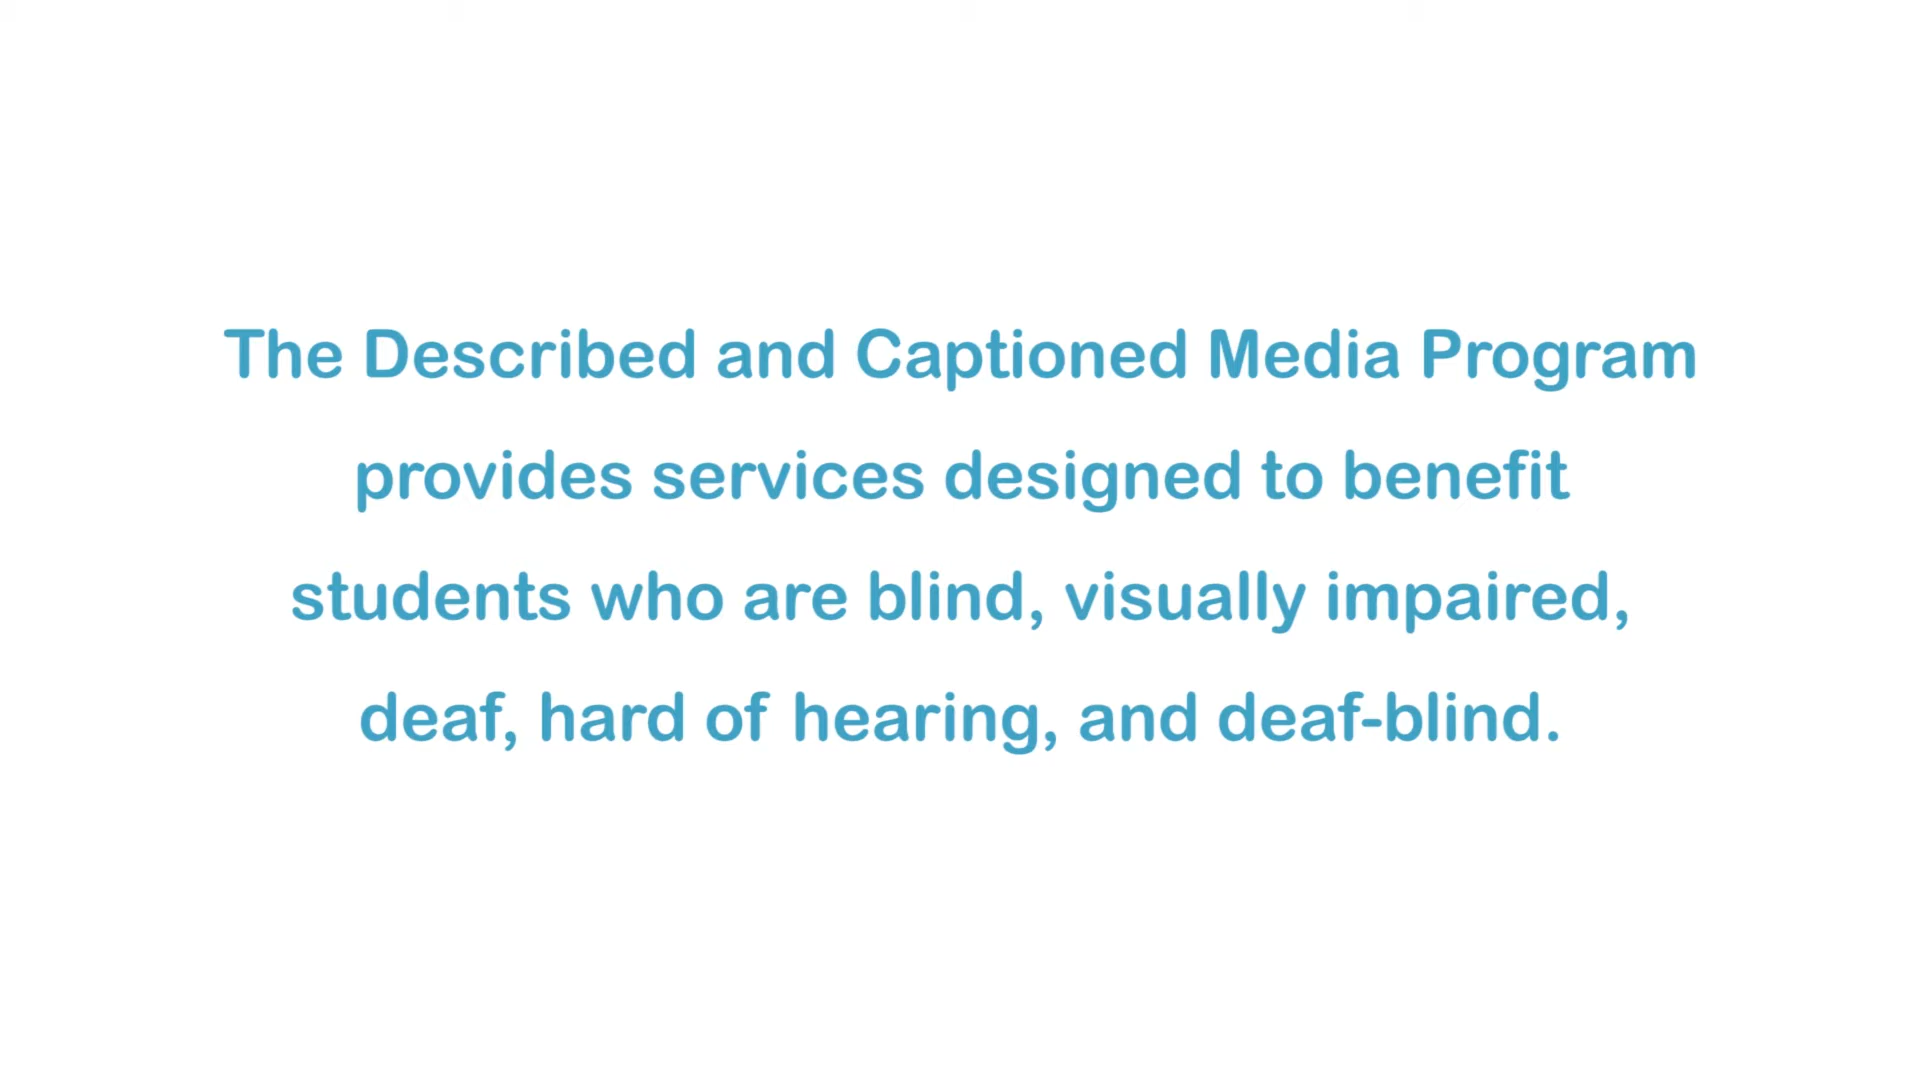 The Described and Captioned Media Program
provides services designed to benefit
students who are blind, visually impaired,
deaf, hard of hearing, and deaf-blind.